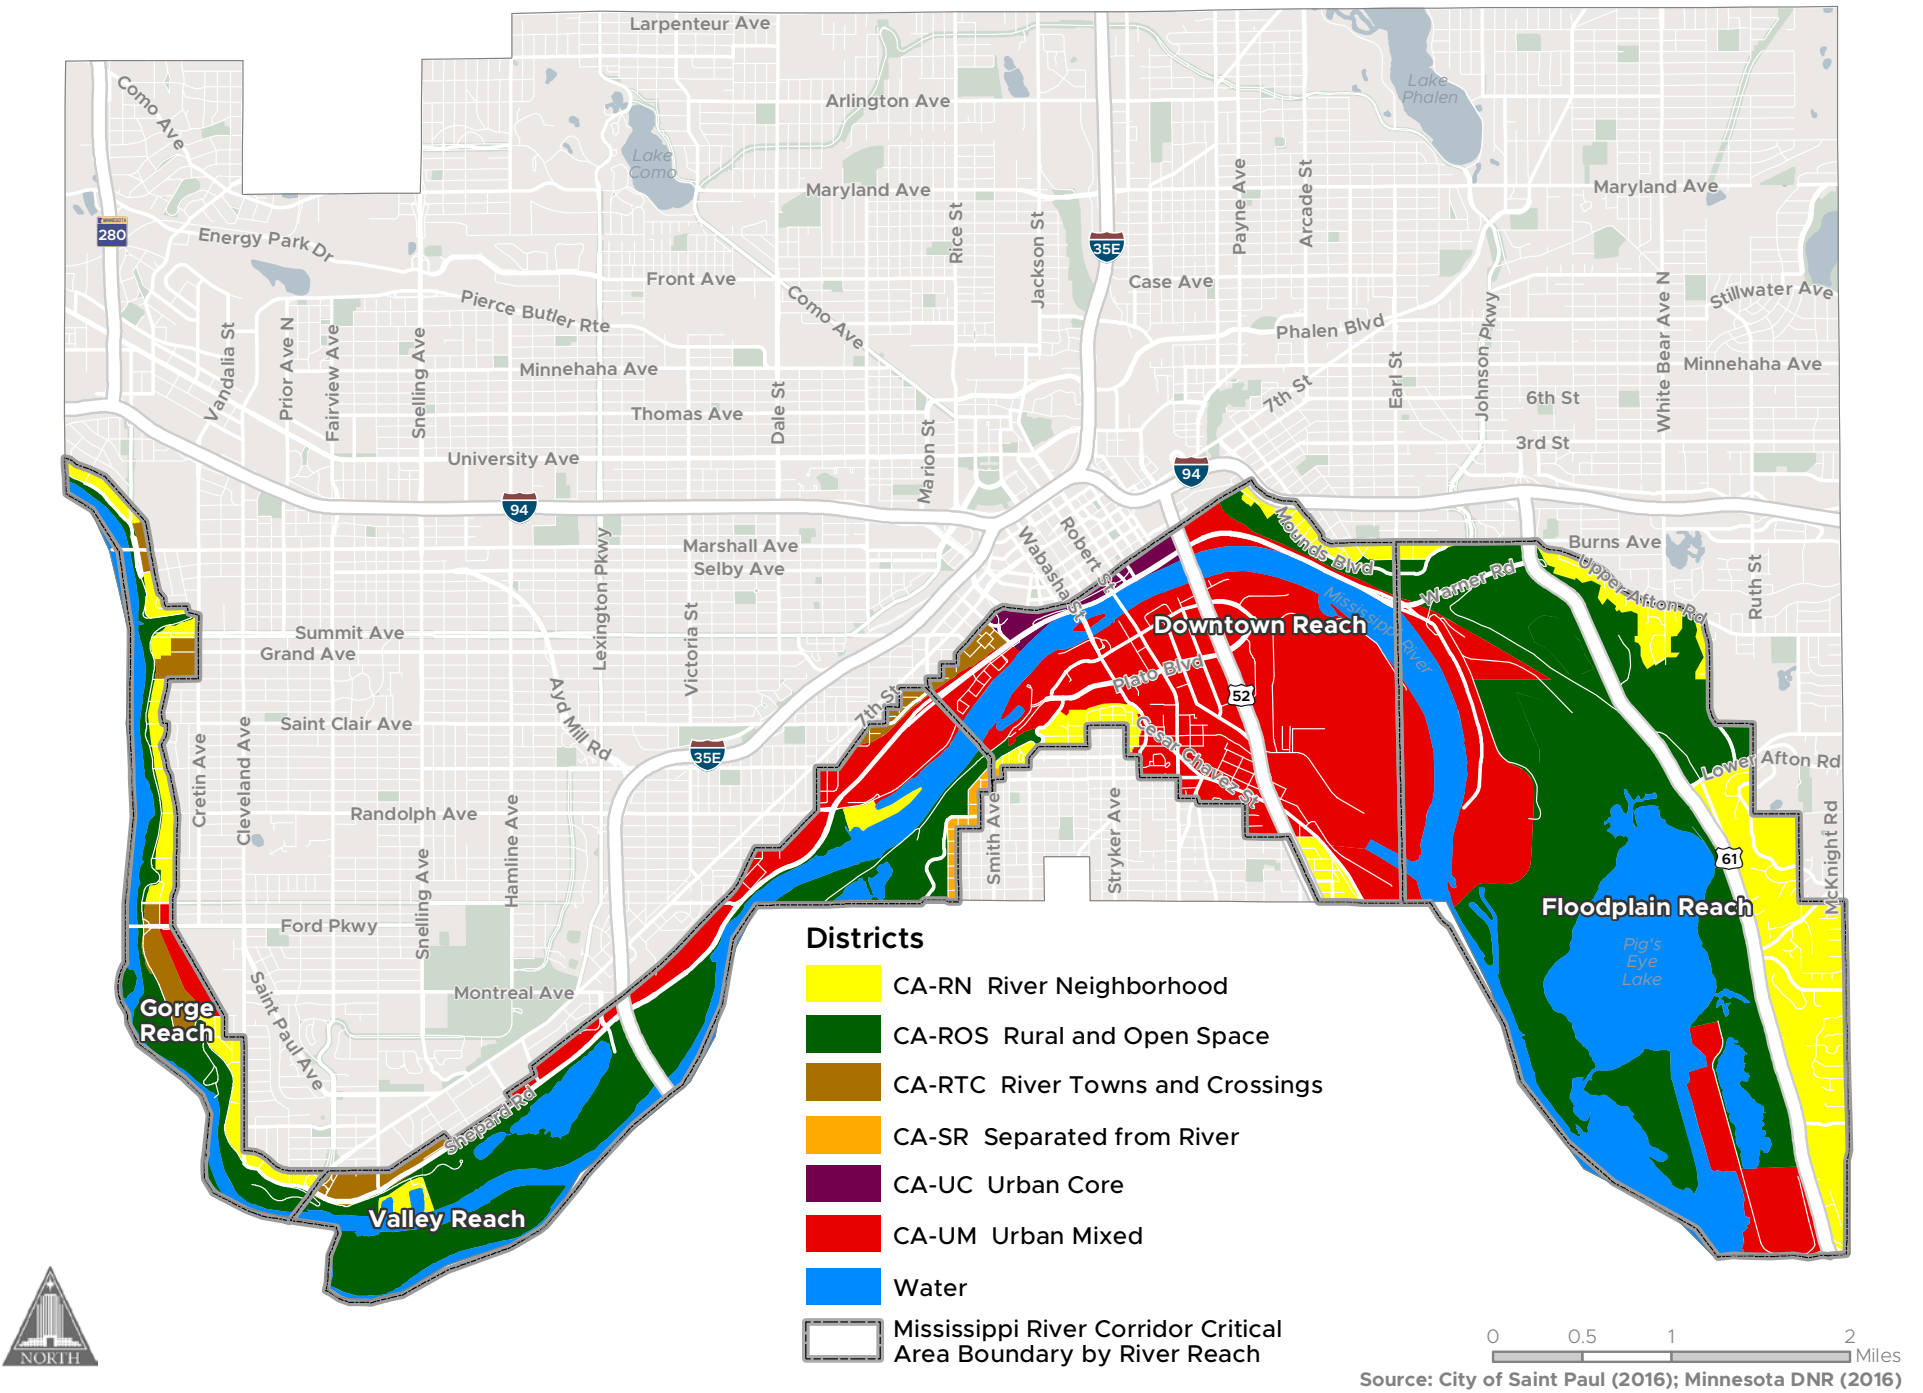 Larpenteur Ave
Como Ave
Arlington Ave
Lake
Phalen
Lake
Como
Maryland Ave
Maryland Ave
Payne Ave
Arcade St
Rice St
Jackson St
MINNESOTA
280
Energy Park Dr
35E
Front Ave
Case Ave
Pierce Butler Rte
Como Ave
Stillwater Ave
Phalen Blvd
Johnson Pkwy
White Bear Ave N
Vandalia St
Prior Ave N
Fairview Ave
Snelling Ave
Minnehaha Ave
Minnehaha Ave
Dale St
Thomas Ave
7th St
Earl St
6th St
3rd St
Marion St
University Ave
94
94
Robert St
Wabasha St
Mounds Blvd
Burns Ave
Marshall Ave
Selby Ave
Lexington Pkwy
Victoria St
Warner Rd
Upper Afton Rd
Ruth St
Mississippi River
Downtown Reach
Summit Ave
Grand Ave
Plato Blvd
52
Ayd Mill Rd
7th St
Saint Clair Ave
Cesar Chavez St
35E
Lower Afton Rd
Cretin Ave
Cleveland Ave
Randolph Ave
Hamline Ave
Snelling Ave
Smith Ave
Stryker Ave
McKnight Rd
61
Floodplain Reach
Pig's
Eye
Lake
Ford Pkwy
Saint Paul Ave
Montreal Ave
Gorge
Reach
Shepard Rd
Valley Reach
Districts
CA-RN River Neighborhood
CA-ROS Rural and Open Space
CA-RTC River Towns and Crossings
CA-SR Separated from River
CA-UC Urban Core
CA-UM Urban Mixed
Water
Mississippi River Corridor Critical
Area Boundary by River Reach
NORTH
0 0.5 1 2
Miles
Source: City of Saint Paul (2016); Minnesota DNR (2016)